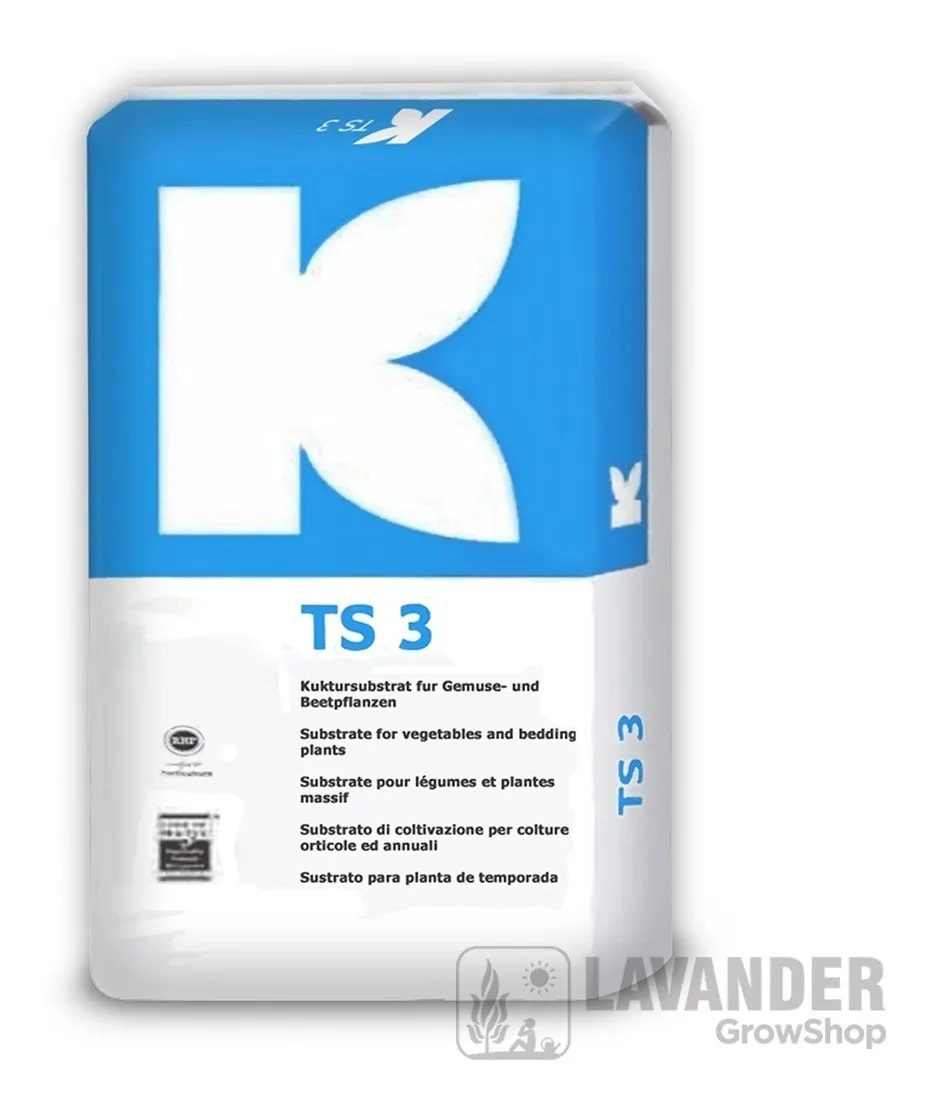 TS 3
K
K
K
TS 3
Kuktursubstrat fur Gemuse- und
Beetpflanzen
Substrate for vegetables and bedding
plants
Substrate pour légumes et plantes
massif
Substrato di coltivazione per colture
orticole ed annuali
Sustrato para planta de temporada
RHP
horticulture
TS 3
LAVANDER
GrowShop